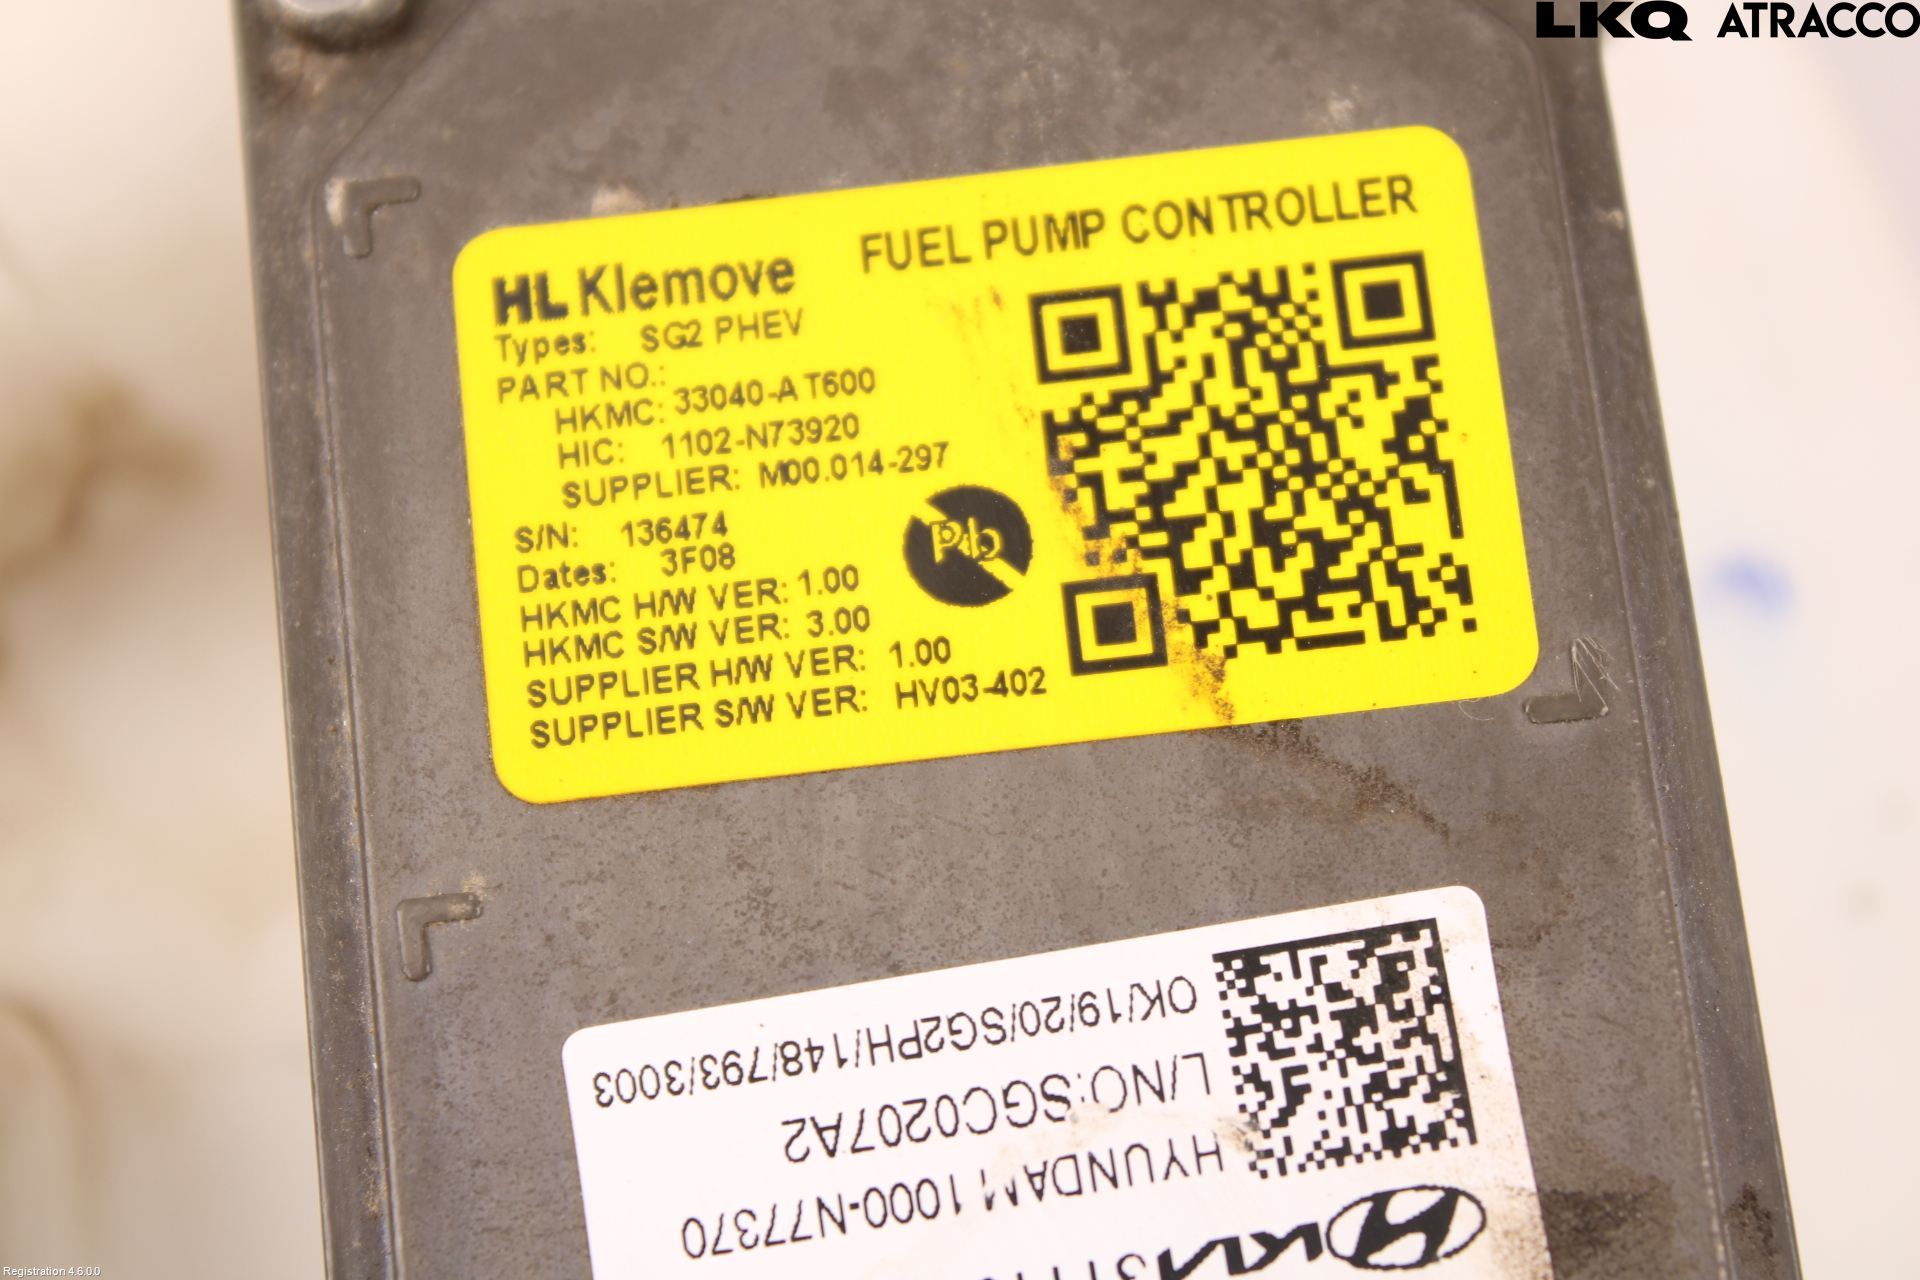 LKQ ATRACCO
HL Klemove FUEL PUMP CONTROLLER
Types: SG2 PHEV
PART NO.:
HKMC: 33040-AT600
HIC: 1102-N73920
SUPPLIER: M00.014-297
S/N: 136474
Dates: 3F08
Pb
HKMC H/W VER: 1.00
HKMC S/W VER: 3.00
SUPPLIER H/W VER: 1.00
SUPPLIER S/W VER: HV03-402
KIA
HYUNDAM 11000-N77370
L/NO:SGC0207A2
OK/19/20/SG2PH/148/793/3003
Registration 4.6.0.0